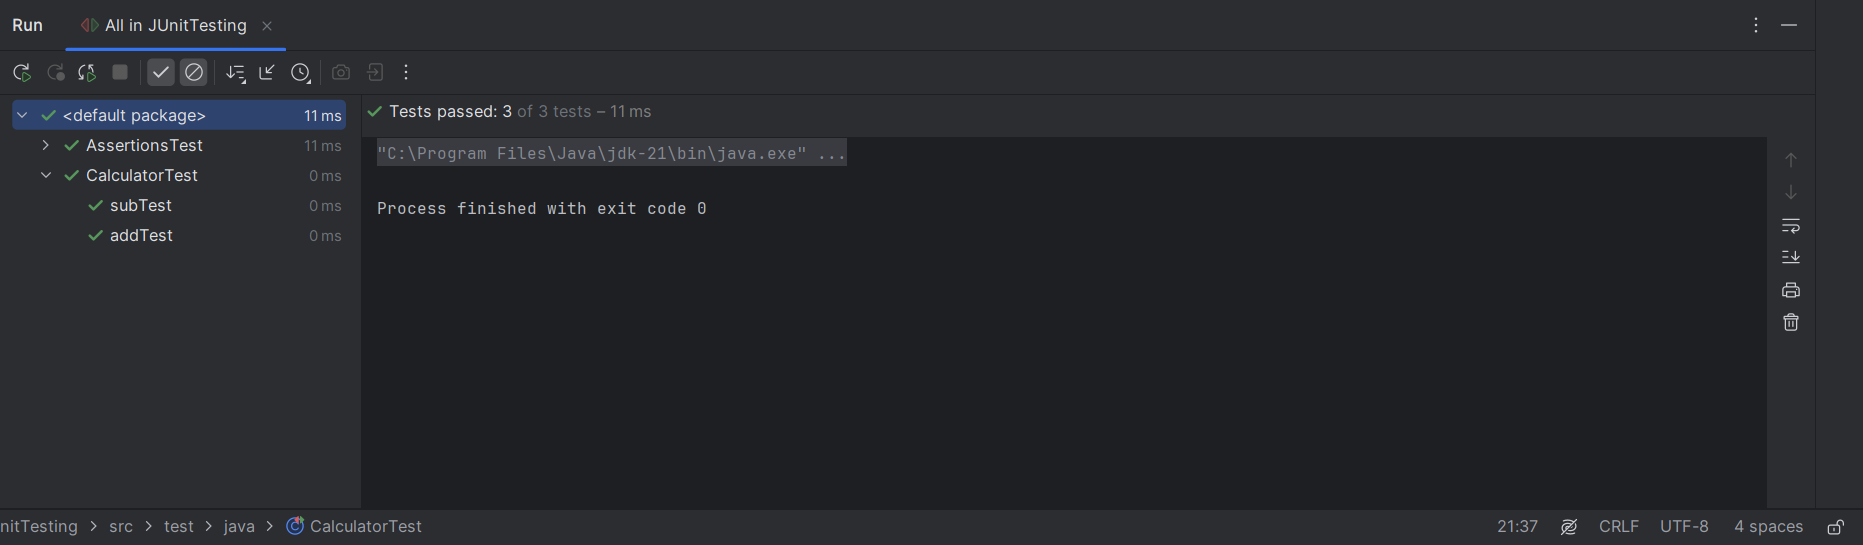 Run All in JUnitTesting
<default package> 11 ms
AssertionsTest 11 ms
CalculatorTest 0 ms
subTest 0 ms
addTest 0 ms
Tests passed: 3 of 3 tests – 11 ms
"C:\Program Files\Java\jdk-21\bin\java.exe" ...
Process finished with exit code 0
nitTesting > src > test > java > CalculatorTest 21:37 CRLF UTF-8 4 spaces